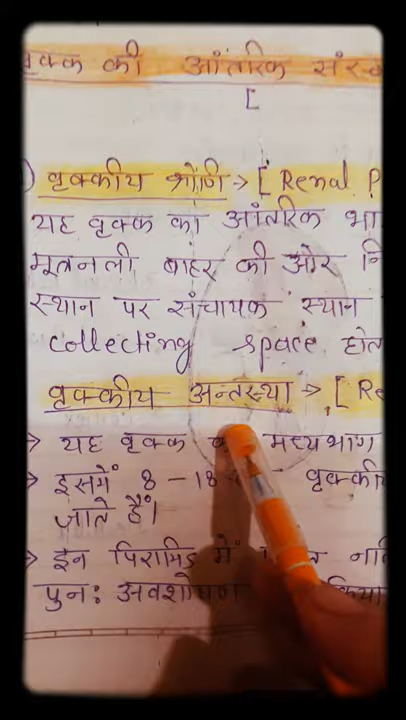 वृक्क की आंतरिक
[
) वृक्कीय श्रोणि → [ Renal P
यह वृक्क का आंतरिक भा
मूत्रनली बाहर की ओर नि
स्थान पर संचायक स्थान
collecting space होत
वृक्कीय अन्तस्था → [ Re
→ यह वृक्क मध्यभाग
→ इसमें 8 - 18 वृक्कीय
जाते हैं।
→ इन पिरामिड में
पुनः अवशोषण किया